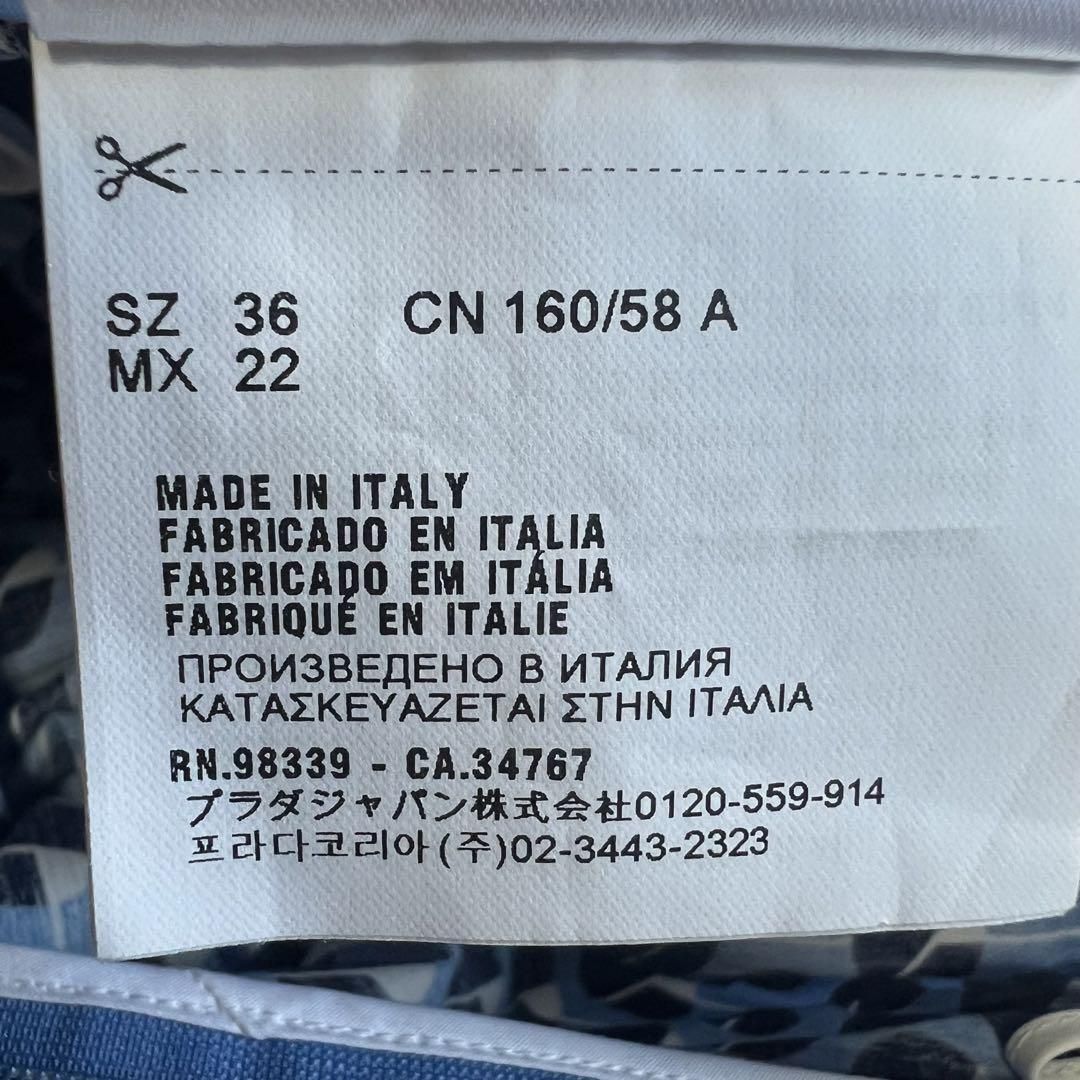 SZ 36 CN 160/58 A
MX 22
MADE IN ITALY
FABRICADO EN ITALIA
FABRICADO EM ITÁLIA
FABRIQUÉ EN ITALIE
ПРОИЗВЕДЕНО В ИТАЛИЯ
ΚΑΤΑΣΚΕΥΑΖΕΤΑΙ ΣΤΗΝ ΙΤΑΛΙΑ
RN.98339 - CA.34767
プラダジャパン株式会社0120-559-914
프라다코리아(주)02-3443-2323